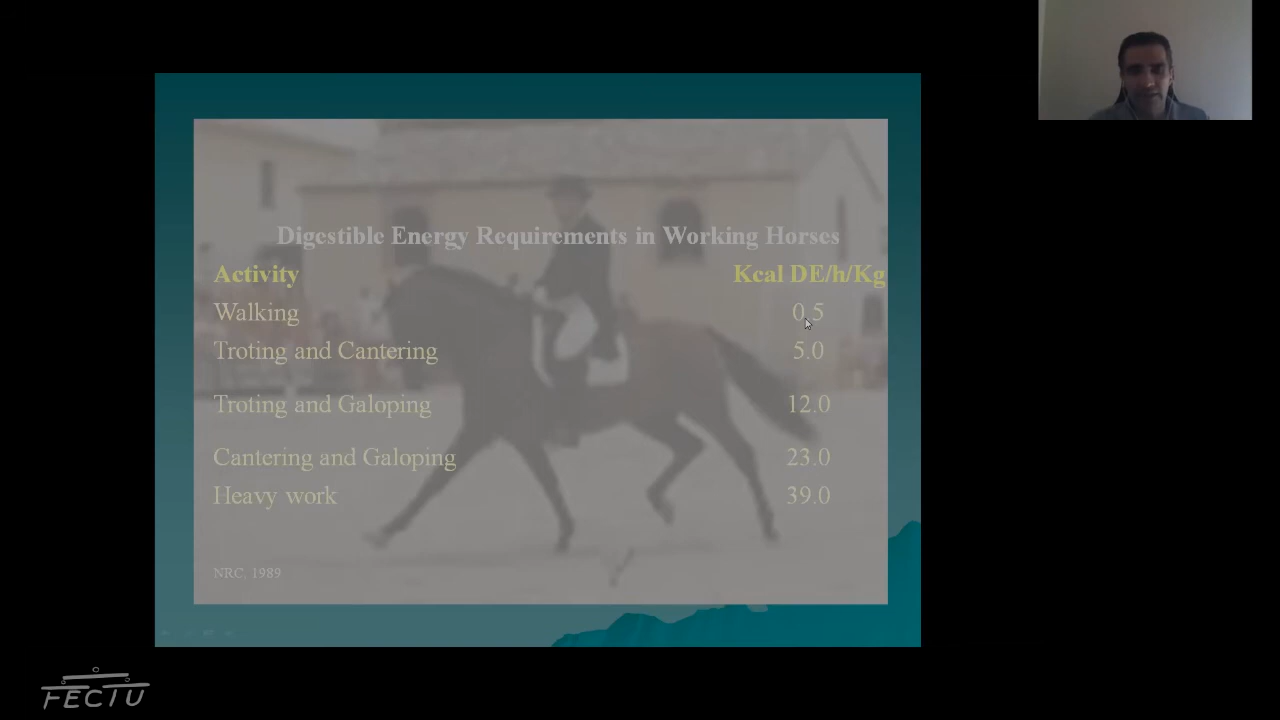 Digestible Energy Requirements in Working Horses
Activity Kcal DE/h/Kg
Walking 0.5
Troting and Cantering 5.0
Troting and Galoping 12.0
Cantering and Galoping 23.0
Heavy work 39.0
NRC, 1989
FECTU